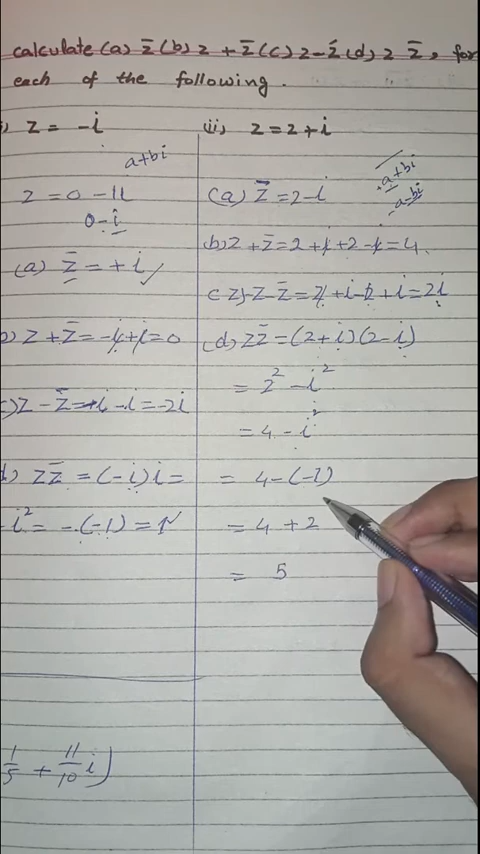 calculate (a) z̄ (b) z + z̄ (c) z - z̄ (d) z z̄, for
each of the following.
i) z = -i
a+bi
z = 0 - 1i
0-i
(a) z̄ = +i ✓
b) z + z̄ = -i+i = 0
c) z - z̄ = -i - i = -2i
d) z z̄ = (-i)i =
-i² = -(-1) = 1
1/5 + 11/10 i)
(ii) z = 2 + i
a+bi
a-bi
(a) z̄ = 2-i
(b) z + z̄ = 2+i+2-i = 4
(c) z - z̄ = 2+i-2+i = 2i
(d) z z̄ = (2+i)(2-i)
= 2² - i²
= 4 - i²
= 4-(-1)
= 4 + 2
= 5